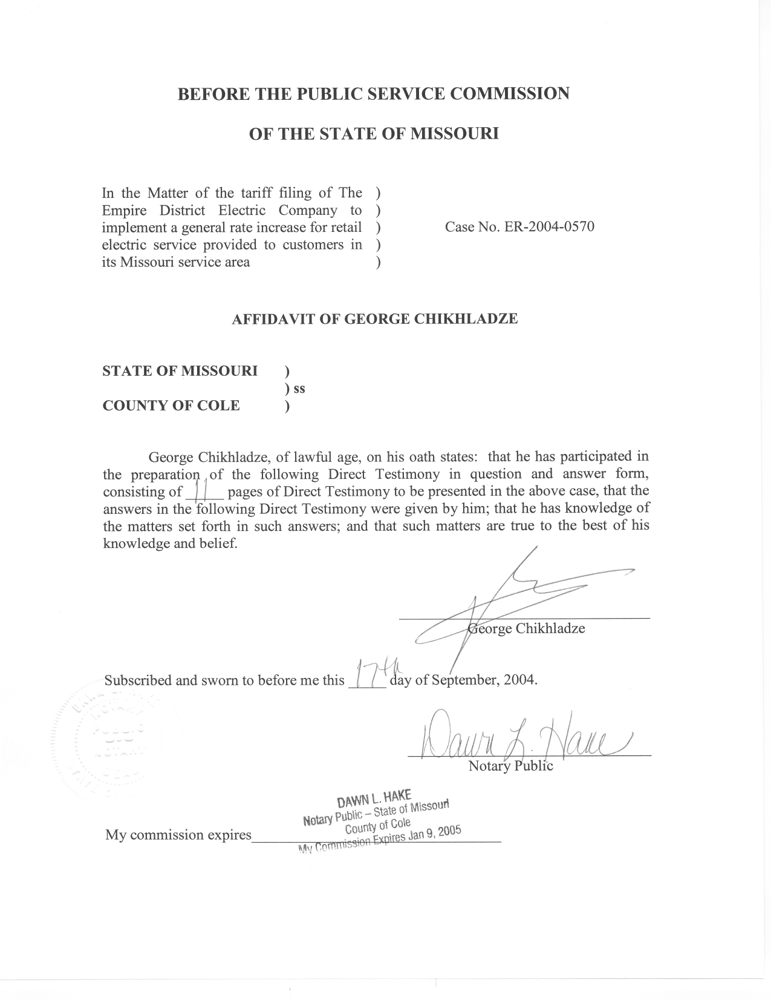 BEFORE THE PUBLIC SERVICE COMMISSION
OF THE STATE OF MISSOURI
In the Matter of the tariff filing of The )
Empire District Electric Company to )
implement a general rate increase for retail ) Case No. ER-2004-0570
electric service provided to customers in )
its Missouri service area )
AFFIDAVIT OF GEORGE CHIKHLADZE
STATE OF MISSOURI )
) ss
COUNTY OF COLE )
George Chikhladze, of lawful age, on his oath states: that he has participated in
the preparation of the following Direct Testimony in question and answer form,
consisting of 11 pages of Direct Testimony to be presented in the above case, that the
answers in the following Direct Testimony were given by him; that he has knowledge of
the matters set forth in such answers; and that such matters are true to the best of his
knowledge and belief.
George Chikhladze
Subscribed and sworn to before me this 17th day of September, 2004.
Dawn L. Hake
Notary Public
DAWN L. HAKE
Notary Public – State of Missouri
County of Cole
My commission expires
My Commission Expires Jan 9, 2005
PUBLIC
NOTARY